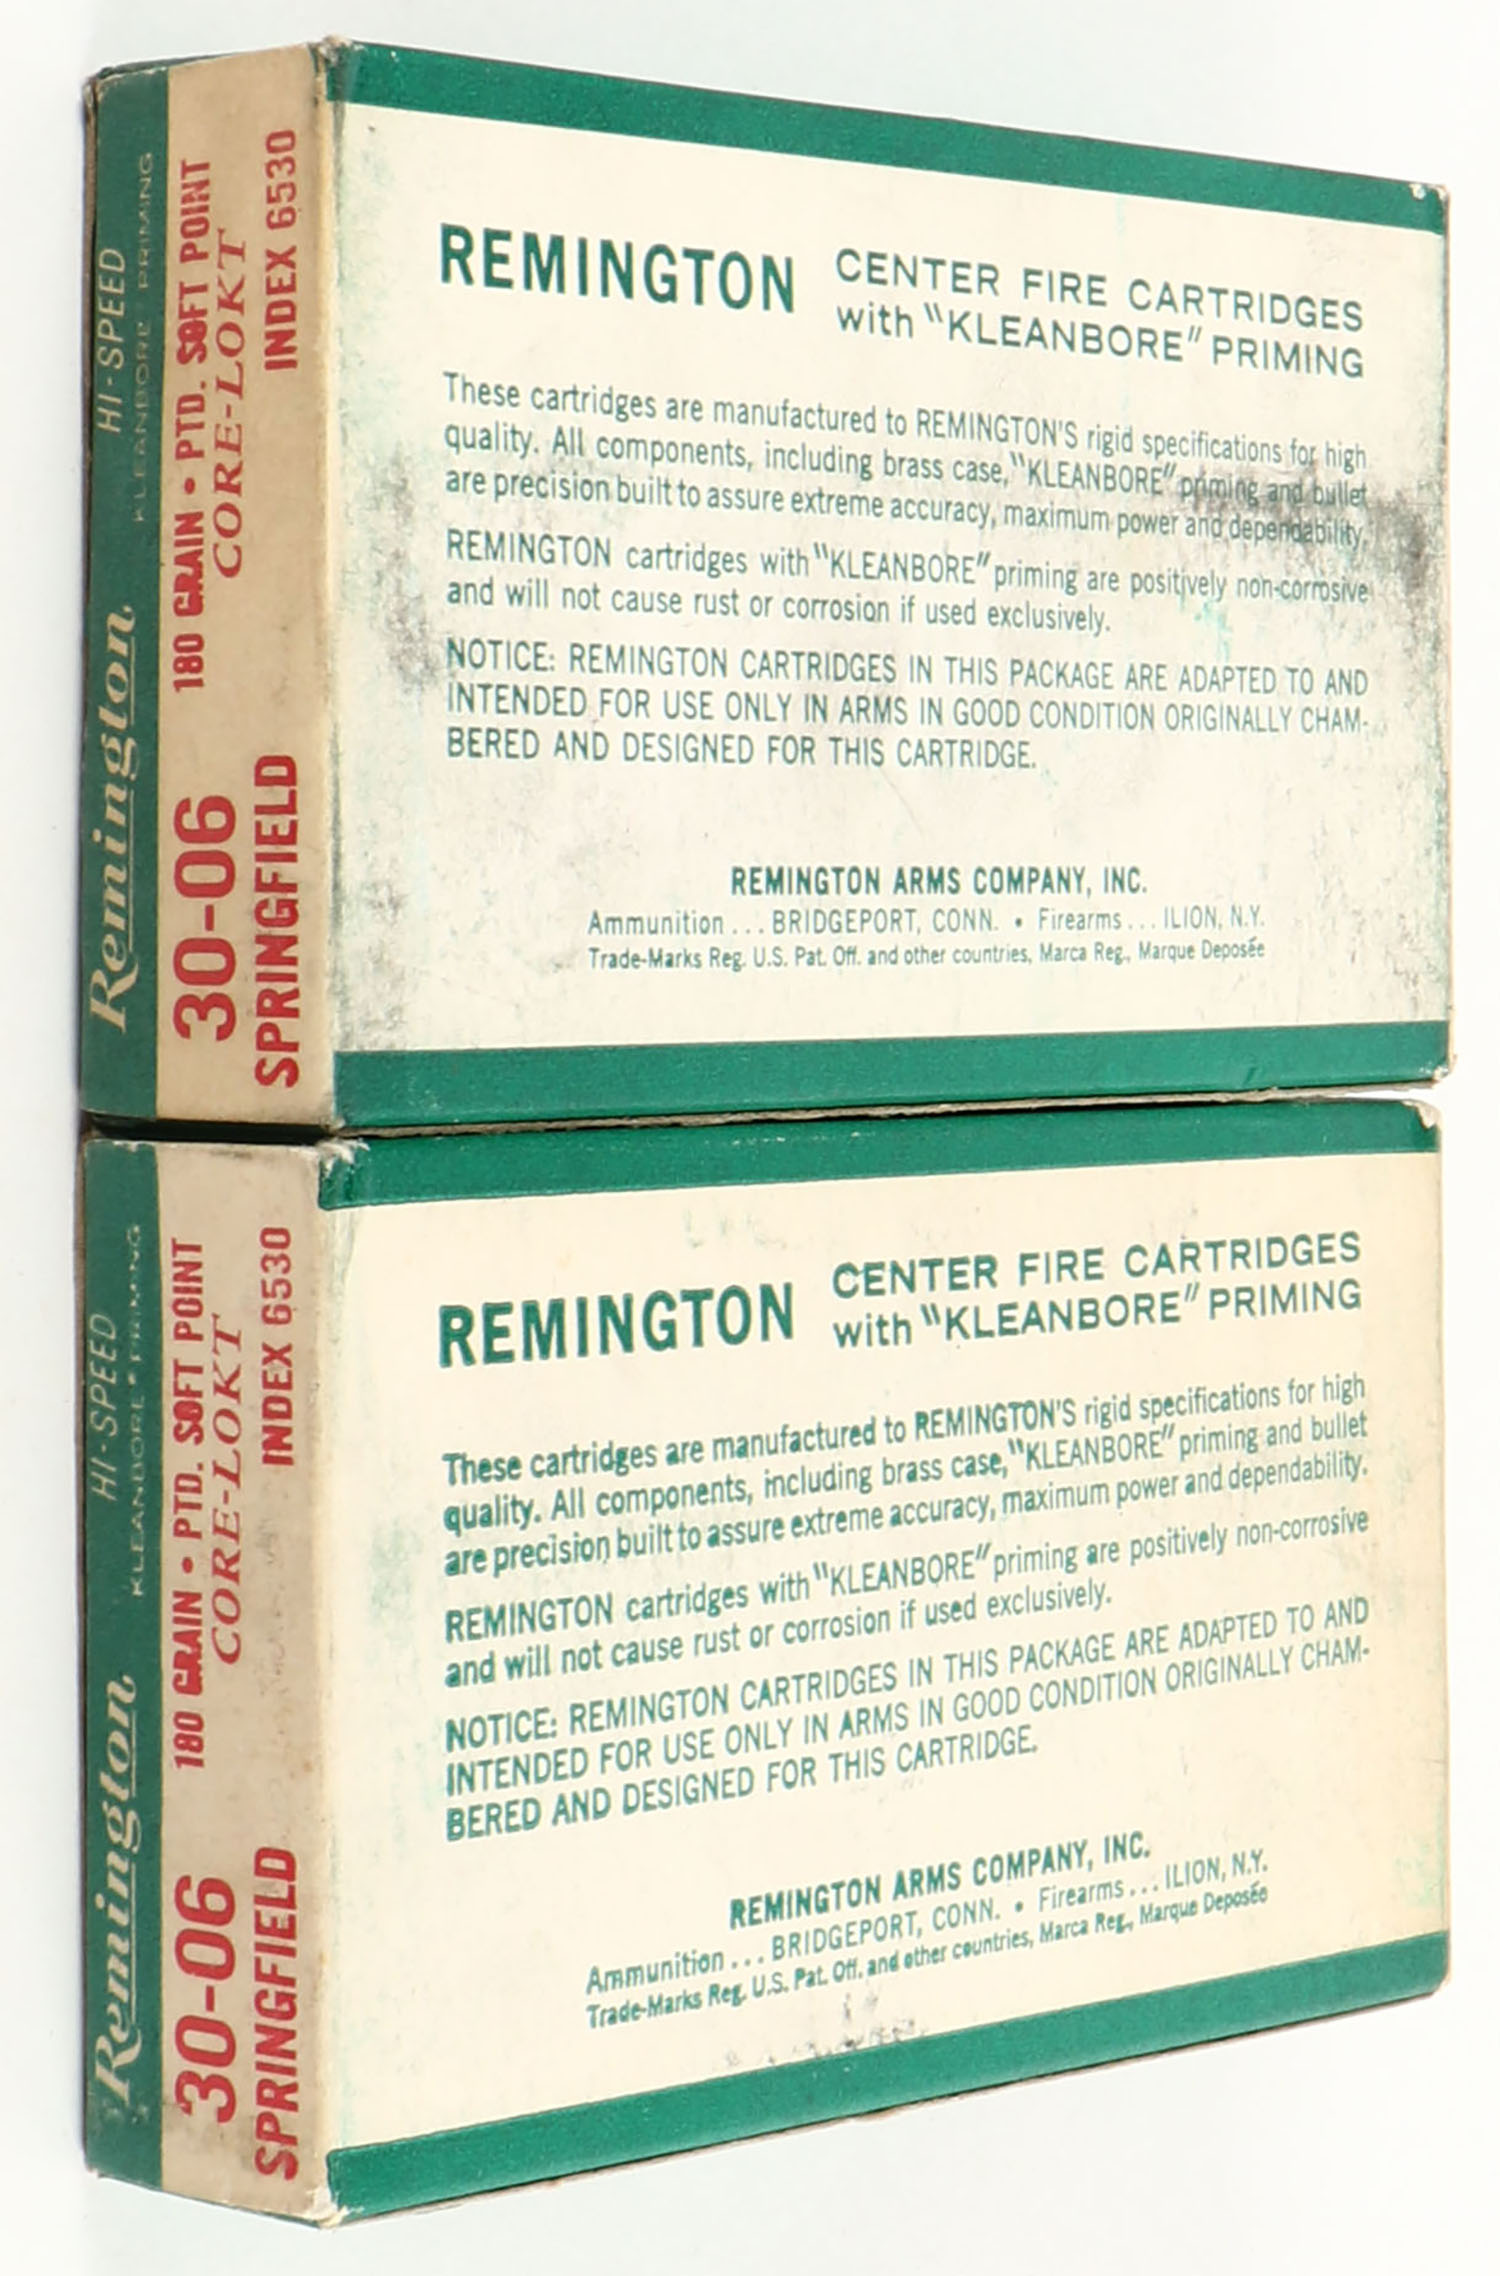 Remington HI-SPEED
KLEANBORE PRIMING
30-06 180 GRAIN • PTD. SOFT POINT
CORE-LOKT
SPRINGFIELD INDEX 6530
REMINGTON CENTER FIRE CARTRIDGES
with "KLEANBORE" PRIMING
These cartridges are manufactured to REMINGTON'S rigid specifications for high
quality. All components, including brass case, "KLEANBORE" priming and bullet
are precision built to assure extreme accuracy, maximum power and dependability.
REMINGTON cartridges with "KLEANBORE" priming are positively non-corrosive
and will not cause rust or corrosion if used exclusively.
NOTICE: REMINGTON CARTRIDGES IN THIS PACKAGE ARE ADAPTED TO AND
INTENDED FOR USE ONLY IN ARMS IN GOOD CONDITION ORIGINALLY CHAM-
BERED AND DESIGNED FOR THIS CARTRIDGE.
REMINGTON ARMS COMPANY, INC.
Ammunition ... BRIDGEPORT, CONN. • Firearms ... ILION, N.Y.
Trade-Marks Reg. U.S. Pat. Off. and other countries, Marca Reg., Marque Deposée
Remington HI-SPEED
KLEANBORE PRIMING
30-06 180 GRAIN • PTD. SOFT POINT
CORE-LOKT
SPRINGFIELD INDEX 6530
REMINGTON CENTER FIRE CARTRIDGES
with "KLEANBORE" PRIMING
These cartridges are manufactured to REMINGTON'S rigid specifications for high
quality. All components, including brass case, "KLEANBORE" priming and bullet
are precision built to assure extreme accuracy, maximum power and dependability.
REMINGTON cartridges with "KLEANBORE" priming are positively non-corrosive
and will not cause rust or corrosion if used exclusively.
NOTICE: REMINGTON CARTRIDGES IN THIS PACKAGE ARE ADAPTED TO AND
INTENDED FOR USE ONLY IN ARMS IN GOOD CONDITION ORIGINALLY CHAM-
BERED AND DESIGNED FOR THIS CARTRIDGE.
REMINGTON ARMS COMPANY, INC.
Ammunition ... BRIDGEPORT, CONN. • Firearms ... ILION, N.Y.
Trade-Marks Reg. U.S. Pat. Off. and other countries, Marca Reg., Marque Deposée